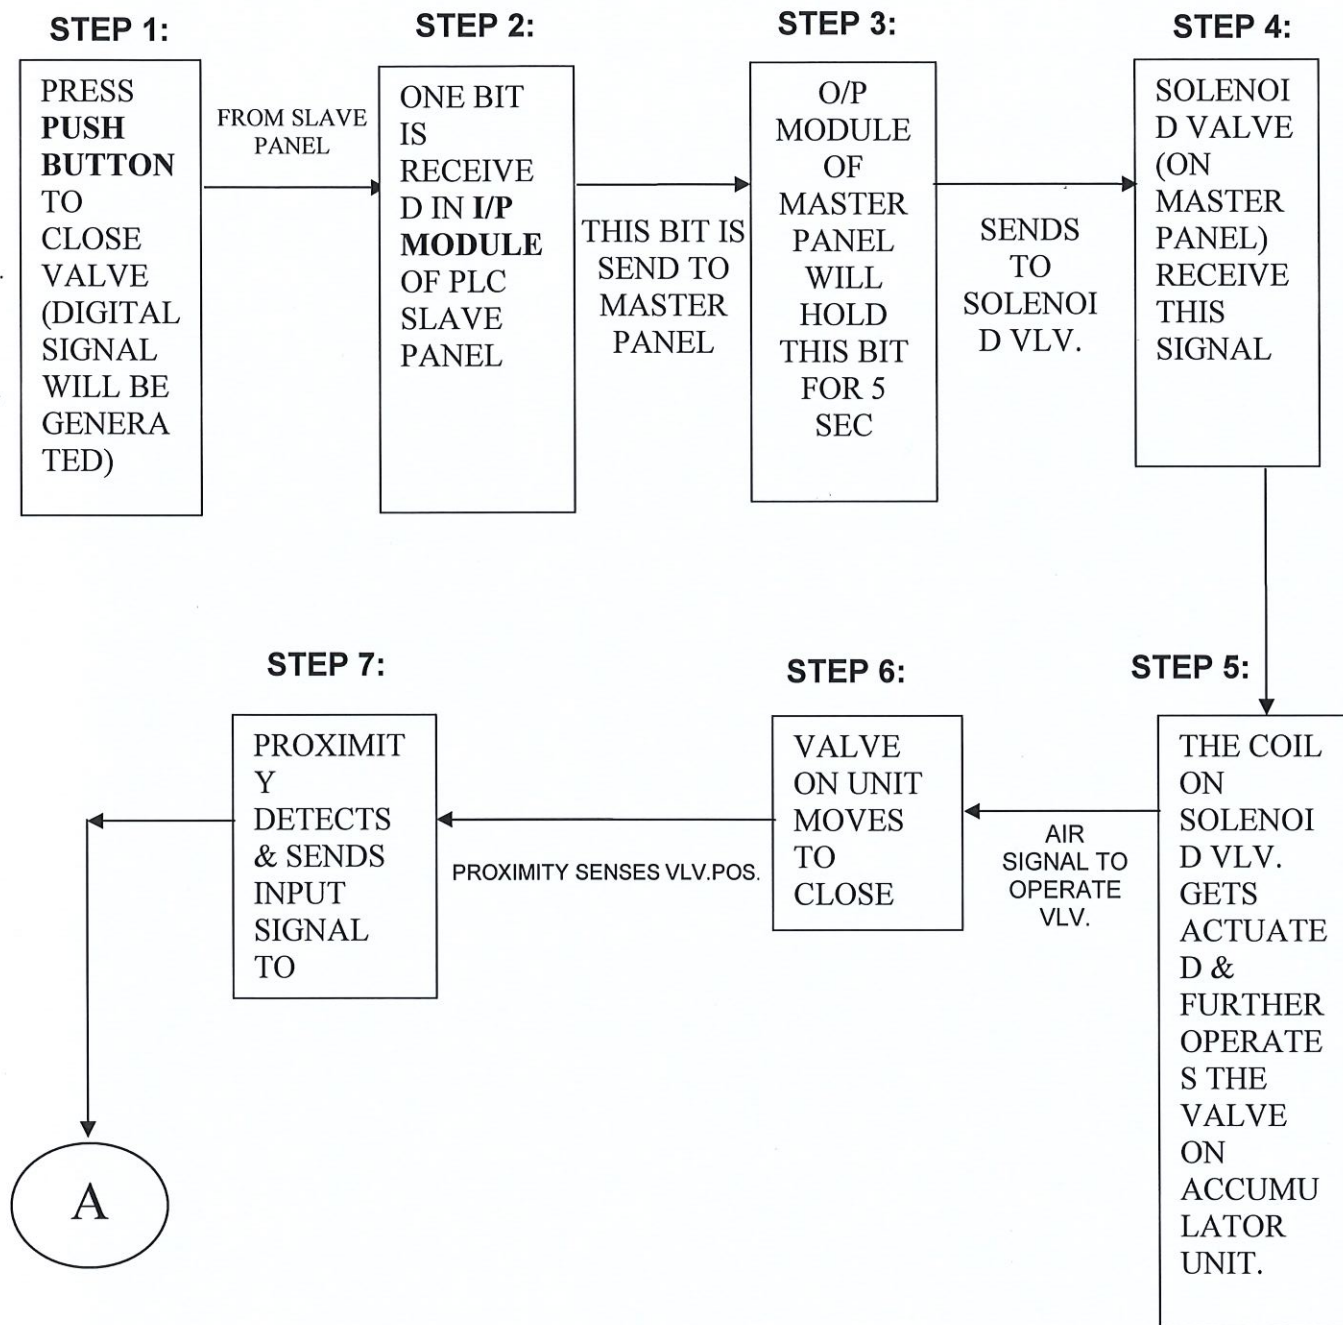 STEP 1:
PRESS
PUSH
BUTTON
TO
CLOSE
VALVE
(DIGITAL
SIGNAL
WILL BE
GENERA
TED)
FROM SLAVE
PANEL
STEP 2:
ONE BIT
IS
RECEIVE
D IN I/P
MODULE
OF PLC
SLAVE
PANEL
THIS BIT IS
SEND TO
MASTER
PANEL
STEP 3:
O/P
MODULE
OF
MASTER
PANEL
WILL
HOLD
THIS BIT
FOR 5
SEC
SENDS
TO
SOLENOI
D VLV.
STEP 4:
SOLENOI
D VALVE
(ON
MASTER
PANEL)
RECEIVE
THIS
SIGNAL
STEP 5:
THE COIL
ON
SOLENOI
D VLV.
GETS
ACTUATE
D &
FURTHER
OPERATE
S THE
VALVE
ON
ACCUMU
LATOR
UNIT.
AIR
SIGNAL TO
OPERATE
VLV.
STEP 6:
VALVE
ON UNIT
MOVES
TO
CLOSE
PROXIMITY SENSES VLV.POS.
STEP 7:
PROXIMIT
Y
DETECTS
& SENDS
INPUT
SIGNAL
TO
A